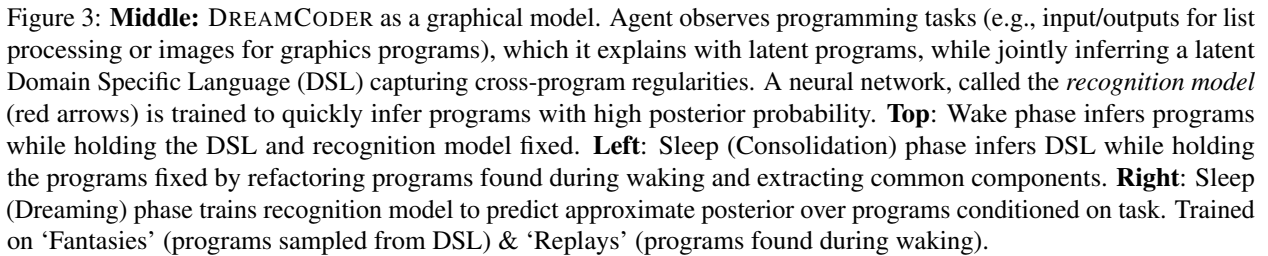 Figure 3: Middle: DREAMCODER as a graphical model. Agent observes programming tasks (e.g., input/outputs for list
processing or images for graphics programs), which it explains with latent programs, while jointly inferring a latent
Domain Specific Language (DSL) capturing cross-program regularities. A neural network, called the recognition model
(red arrows) is trained to quickly infer programs with high posterior probability. Top: Wake phase infers programs
while holding the DSL and recognition model fixed. Left: Sleep (Consolidation) phase infers DSL while holding
the programs fixed by refactoring programs found during waking and extracting common components. Right: Sleep
(Dreaming) phase trains recognition model to predict approximate posterior over programs conditioned on task. Trained
on ‘Fantasies’ (programs sampled from DSL) & ‘Replays’ (programs found during waking).